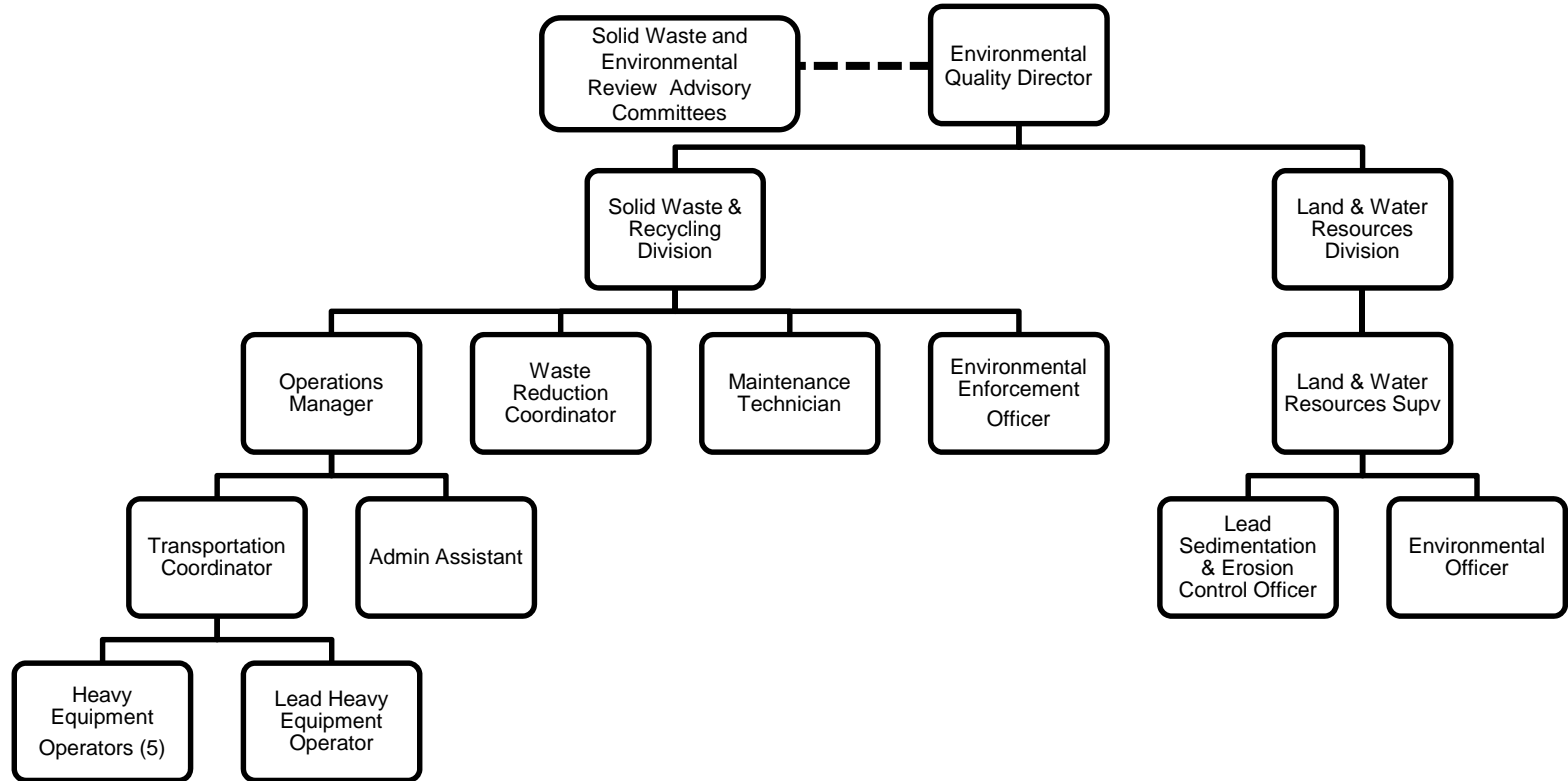 Solid Waste and
Environmental
Review Advisory
Committees
Environmental
Quality Director
Solid Waste &
Recycling
Division
Land & Water
Resources
Division
Operations
Manager
Waste
Reduction
Coordinator
Maintenance
Technician
Environmental
Enforcement
Officer
Land & Water
Resources Supv
Transportation
Coordinator
Admin Assistant
Lead
Sedimentation
& Erosion
Control Officer
Environmental
Officer
Heavy
Equipment
Operators (5)
Lead Heavy
Equipment
Operator